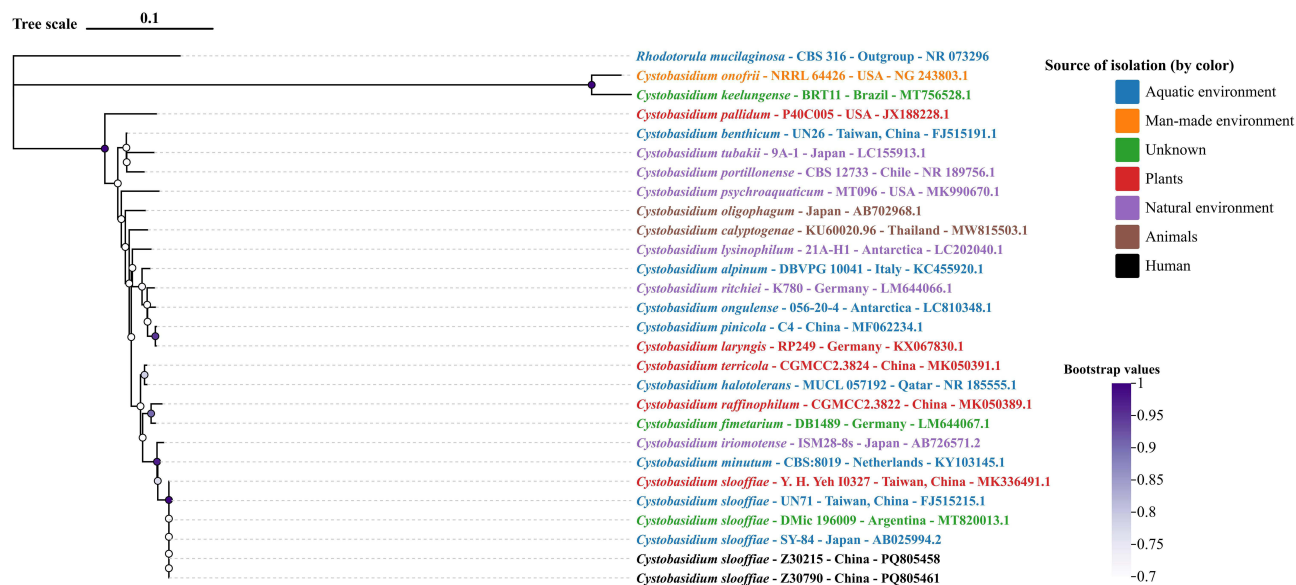 Tree scale
0.1
Rhodotorula mucilaginosa - CBS 316 - Outgroup - NR 073296
Cystobasidium onofrii - NRRL 64426 - USA - NG 243803.1
Cystobasidium keelungense - BRT11 - Brazil - MT756528.1
Cystobasidium pallidum - P40C005 - USA - JX188228.1
Cystobasidium benthicum - UN26 - Taiwan, China - FJ515191.1
Cystobasidium tubakii - 9A-1 - Japan - LC155913.1
Cystobasidium portillonense - CBS 12733 - Chile - NR 189756.1
Cystobasidium psychroaquaticum - MT096 - USA - MK990670.1
Cystobasidium oligophagum - Japan - AB702968.1
Cystobasidium calyptogenae - KU60020.96 - Thailand - MW815503.1
Cystobasidium lysinophilum - 21A-H1 - Antarctica - LC202040.1
Cystobasidium alpinum - DBVPG 10041 - Italy - KC455920.1
Cystobasidium ritchiei - K780 - Germany - LM644066.1
Cystobasidium ongulense - 056-20-4 - Antarctica - LC810348.1
Cystobasidium pinicola - C4 - China - MF062234.1
Cystobasidium laryngis - RP249 - Germany - KX067830.1
Cystobasidium terricola - CGMCC2.3824 - China - MK050391.1
Cystobasidium halotolerans - MUCL 057192 - Qatar - NR 185555.1
Cystobasidium raffinophilum - CGMCC2.3822 - China - MK050389.1
Cystobasidium fimetarium - DB1489 - Germany - LM644067.1
Cystobasidium iriomotense - ISM28-8s - Japan - AB726571.2
Cystobasidium minutum - CBS:8019 - Netherlands - KY103145.1
Cystobasidium slooffiae - Y. H. Yeh I0327 - Taiwan, China - MK336491.1
Cystobasidium slooffiae - UN71 - Taiwan, China - FJ515215.1
Cystobasidium slooffiae - DMic 196009 - Argentina - MT820013.1
Cystobasidium slooffiae - SY-84 - Japan - AB025994.2
Cystobasidium slooffiae - Z30215 - China - PQ805458
Cystobasidium slooffiae - Z30790 - China - PQ805461
Source of isolation (by color)
Aquatic environment
Man-made environment
Unknown
Plants
Natural environment
Animals
Human
Bootstrap values
1
0.95
0.9
0.85
0.8
0.75
0.7